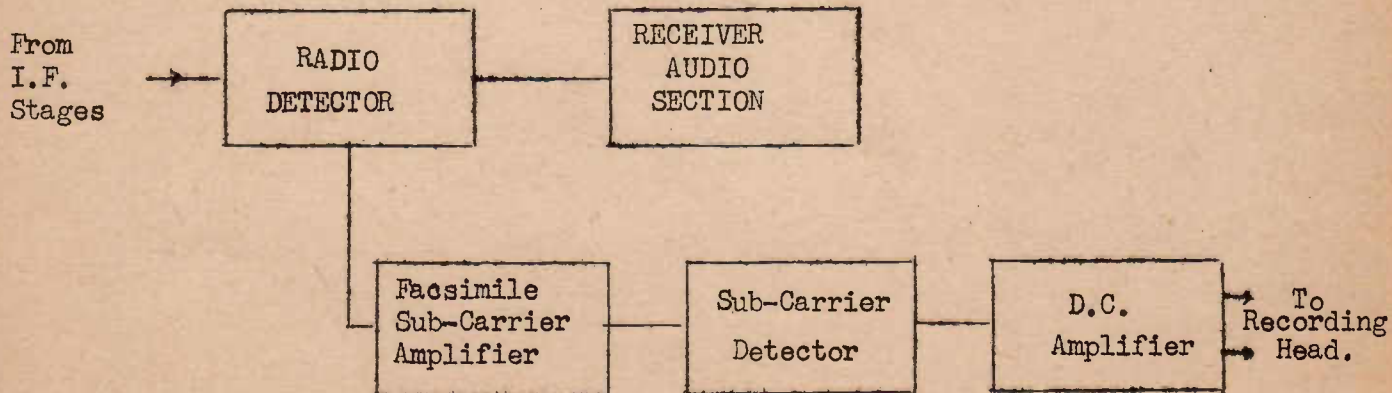 From
I.F.
Stages
RADIO
DETECTOR
RECEIVER
AUDIO
SECTION
Facsimile
Sub-Carrier
Amplifier
Sub-Carrier
Detector
D.C.
Amplifier
To
Recording
Head.